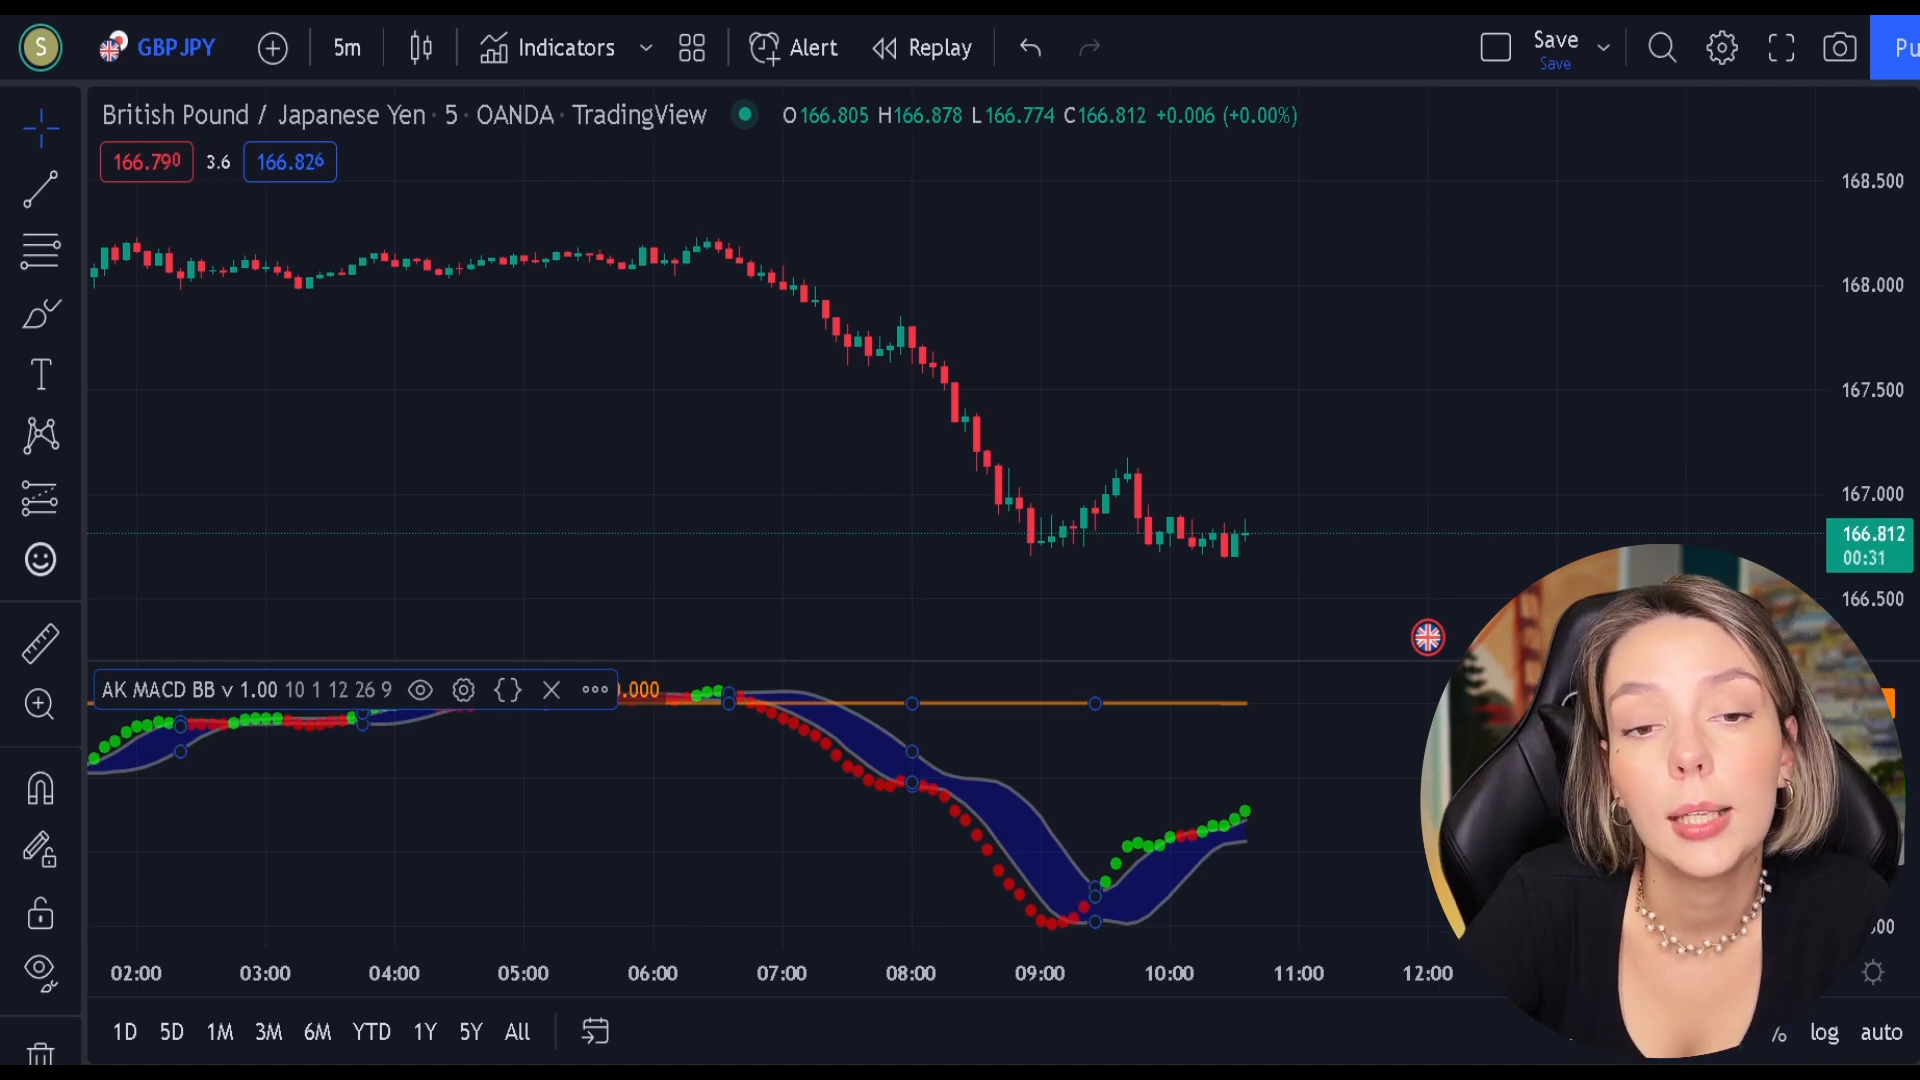 S GBPJPY 5m Indicators Alert Replay Save
Save
British Pound / Japanese Yen · 5 · OANDA · TradingView O166.805 H166.878 L166.774 C166.812 +0.006 (+0.00%)
166.790 3.6 166.826
168.500
168.000
167.500
167.000
166.812
00:31
166.500
AK MACD BB v 1.00 10 1 12 26 9
02:00 03:00 04:00 05:00 06:00 07:00 08:00 09:00 10:00 11:00 12:00
1D 5D 1M 3M 6M YTD 1Y 5Y All log auto